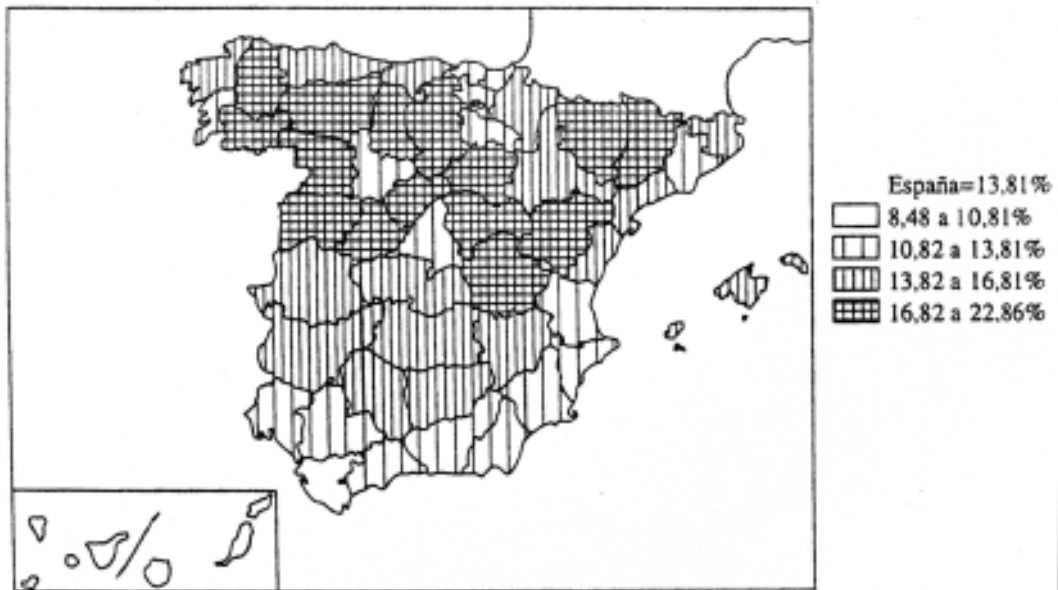 España=13,81%
8,48 a 10,81%
10,82 a 13,81%
13,82 a 16,81%
16,82 a 22,86%